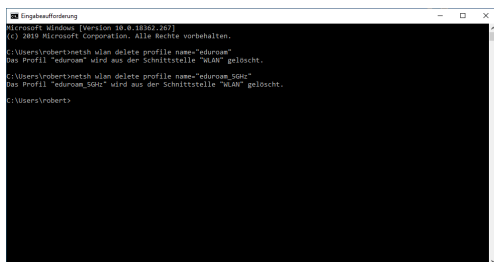 Eingabeaufforderung
Microsoft Windows [Version 10.0.18362.267]
(c) 2019 Microsoft Corporation. Alle Rechte vorbehalten.
C:\Users\robert>netsh wlan delete profile name="eduroam"
Das Profil "eduroam" wird aus der Schnittstelle "WLAN" gelöscht.
C:\Users\robert>netsh wlan delete profile name="eduroam_5GHz"
Das Profil "eduroam_5GHz" wird aus der Schnittstelle "WLAN" gelöscht.
C:\Users\robert>